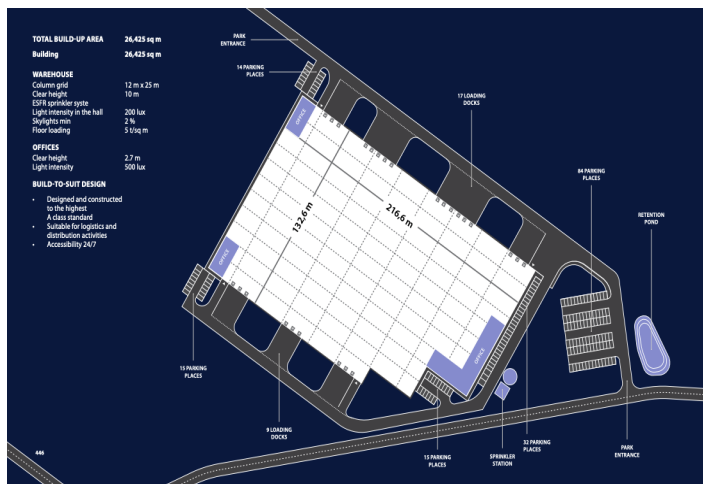 TOTAL BUILD-UP AREA 26,425 sq m
Building 26,425 sq m
WAREHOUSE
Column grid 12 m x 25 m
Clear height 10 m
ESFR sprinkler syste
Light intensity in the hall 200 lux
Skylights min 2 %
Floor loading 5 t/sq m
OFFICES
Clear height 2.7 m
Light intensity 500 lux
BUILD-TO-SUIT DESIGN
• Designed and constructed
to the highest
A class standard
• Suitable for logistics and
distribution activities
• Accessibility 24/7
PARK
ENTRANCE
14 PARKING
PLACES
OFFICE
17 LOADING
DOCKS
84 PARKING
PLACES
RETENTION
POND
132,6 m
216,6 m
OFFICE
OFFICE
15 PARKING
PLACES
9 LOADING
DOCKS
15 PARKING
PLACES
SPRINKLER
STATION
32 PARKING
PLACES
PARK
ENTRANCE
446